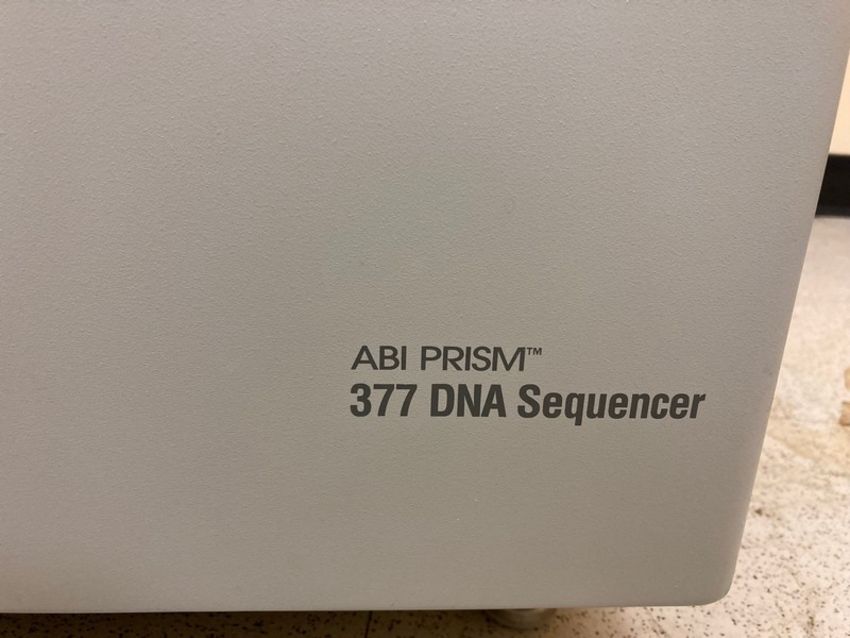 ABI PRISM™
377 DNA Sequencer